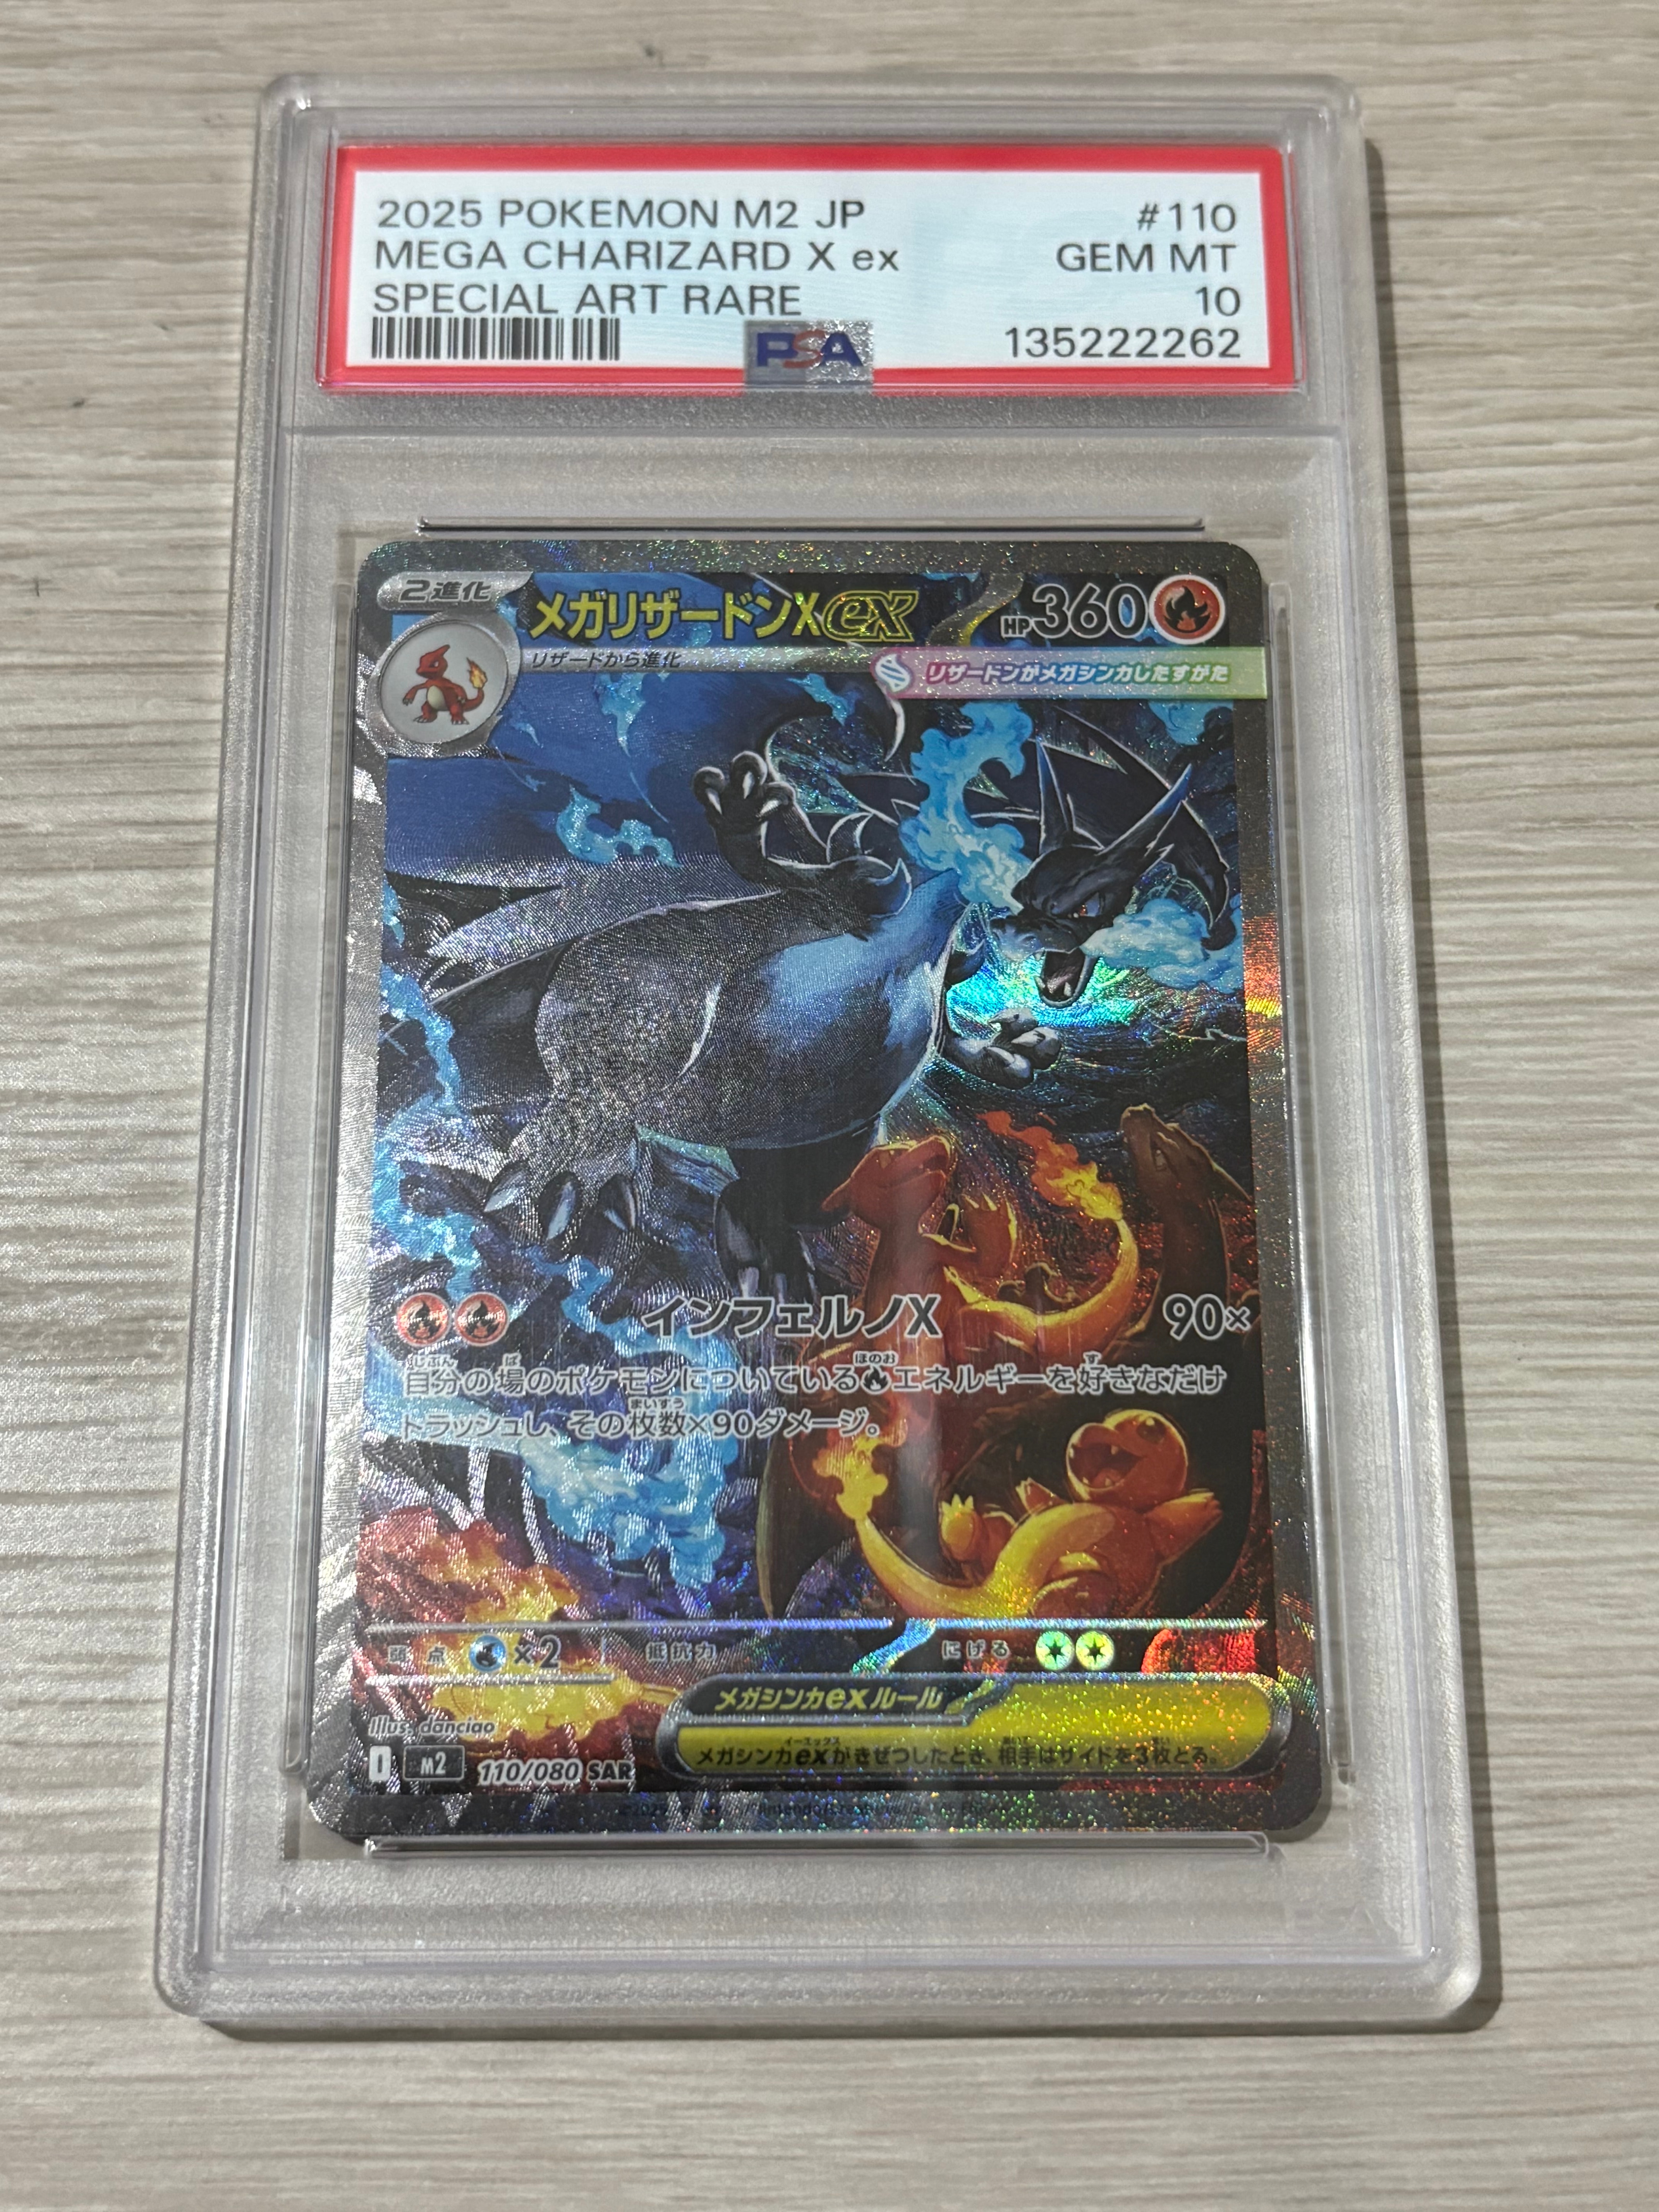 2025 POKEMON M2 JP #110
MEGA CHARIZARD X ex GEM MT
SPECIAL ART RARE 10
PSA 135222262
2進化 メガリザードンXex HP360
リザードから進化 リザードンがメガシンカしたすがた
インフェルノX 90×
自分の場のポケモンについているエネルギーを好きなだけ
トラッシュし、その枚数×90ダメージ。
弱点 ×2 抵抗力 にげる
メガシンカexルール
Illus. danciao
メガシンカexがきぜつしたとき、相手はサイドを3枚とる。
I M2 110/080 SAR